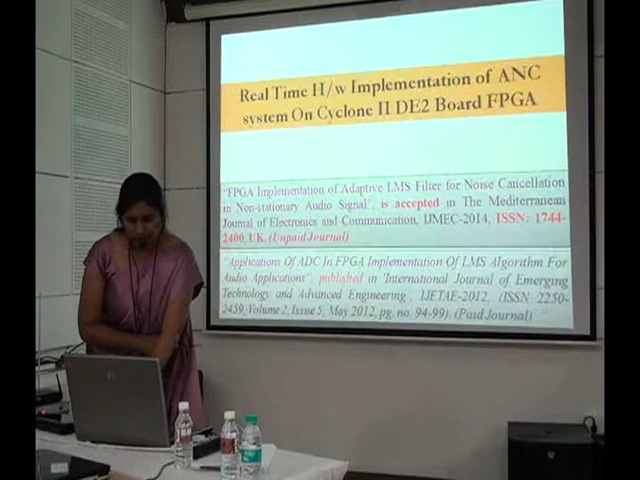 Real Time H/w Implementation of ANC
system On Cyclone II DE2 Board FPGA
"FPGA Implementation of Adaptive LMS Filter for Noise Cancellation
in Non-stationary Audio Signal", is accepted in The Mediterranean
Journal of Electronics and Communication, IJMEC-2014, ISSN: 1744-
2400, UK. (Unpaid Journal)
"Applications Of ADC In FPGA Implementation Of LMS Algorithm For
Audio Applications" published in 'International Journal of Emerging
Technology and Advanced Engineering, IJETAE-2012, (ISSN 2250-
2459, Volume 2, Issue 5, May 2012, pg. no. 94-99). (Paid Journal)